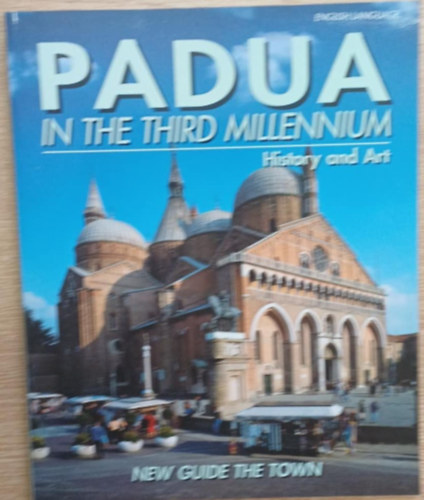 ENGLISH LANGUAGE
PADUA
IN THE THIRD MILLENNIUM
History and Art
NEW GUIDE THE TOWN